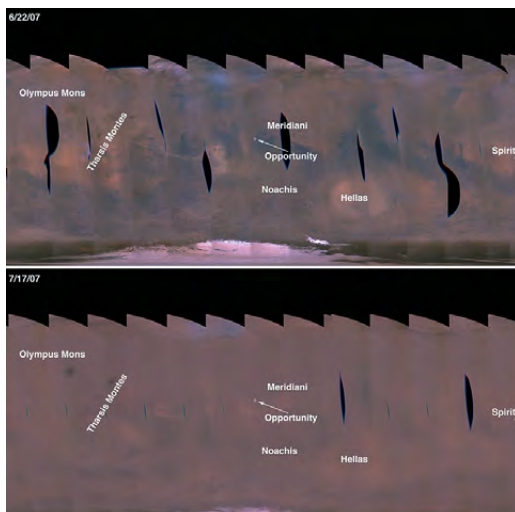 6/22/07
Olympus Mons
Tharsis Montes
Meridiani
Opportunity
Spirit
Noachis
Hellas
7/17/07
Olympus Mons
Tharsis Montes
Meridiani
Opportunity
Spirit
Noachis
Hellas